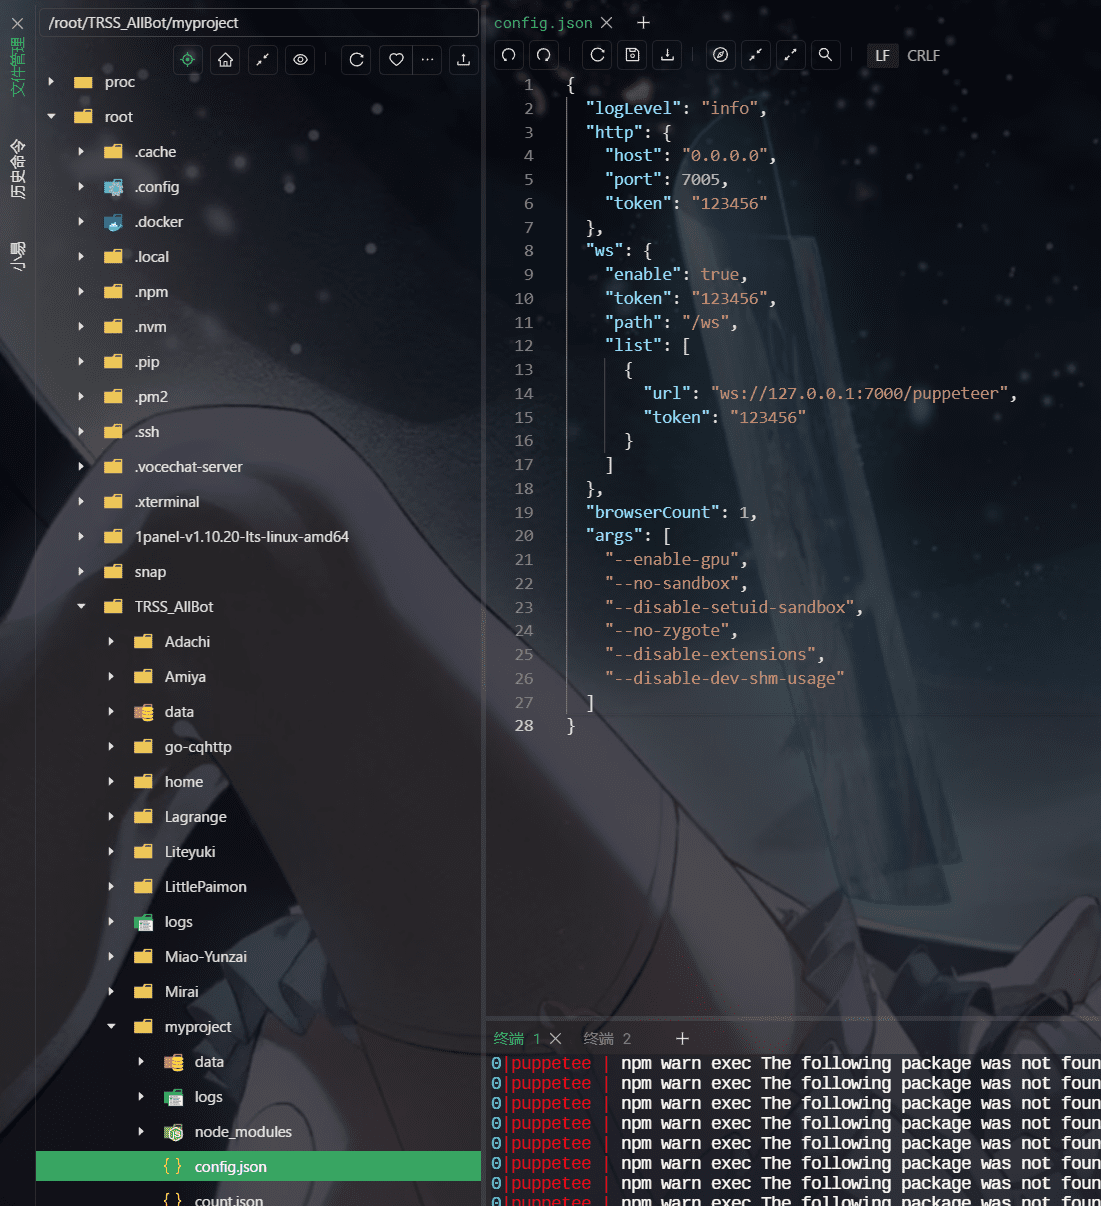 /root/TRSS_AllBot/myproject
文件管理
历史命令
小易
proc
root
.cache
.config
.docker
.local
.npm
.nvm
.pip
.pm2
.ssh
.vocechat-server
.xterminal
1panel-v1.10.20-lts-linux-amd64
snap
TRSS_AllBot
Adachi
Amiya
data
go-cqhttp
home
Lagrange
Liteyuki
LittlePaimon
logs
Miao-Yunzai
Mirai
myproject
data
logs
node_modules
config.json
count.json
config.json
LF CRLF
1 {
2 "logLevel": "info",
3 "http": {
4 "host": "0.0.0.0",
5 "port": 7005,
6 "token": "123456"
7 },
8 "ws": {
9 "enable": true,
10 "token": "123456",
11 "path": "/ws",
12 "list": [
13 {
14 "url": "ws://127.0.0.1:7000/puppeteer",
15 "token": "123456"
16 }
17 ]
18 },
19 "browserCount": 1,
20 "args": [
21 "--enable-gpu",
22 "--no-sandbox",
23 "--disable-setuid-sandbox",
24 "--no-zygote",
25 "--disable-extensions",
26 "--disable-dev-shm-usage"
27 ]
28 }
终端 1 终端 2
0|puppetee | npm warn exec The following package was not foun
0|puppetee | npm warn exec The following package was not foun
0|puppetee | npm warn exec The following package was not foun
0|puppetee | npm warn exec The following package was not foun
0|puppetee | npm warn exec The following package was not foun
0|puppetee | npm warn exec The following package was not foun
0|puppetee | npm warn exec The following package was not foun
0|puppetee | npm warn exec The following package was not foun